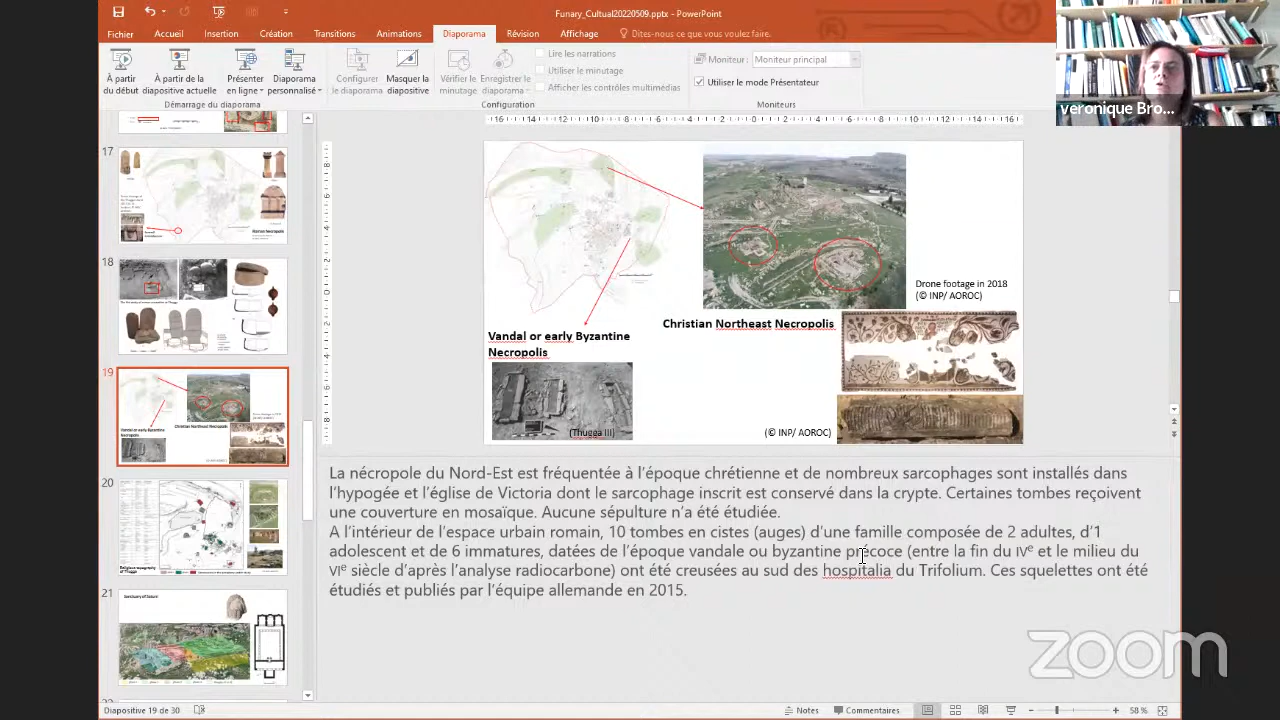 Funary_Cultual20220509.pptx - PowerPoint
Fichier Accueil Insertion Création Transitions Animations Diaporama Révision Affichage Dites-nous ce que vous voulez faire.
À partir du début
À partir de la diapositive actuelle
Présenter en ligne
Diaporama personnalisé
Démarrage du diaporama
Configurer le diaporama
Masquer la diapositive
Vérifier le minutage
Enregistrer le diaporama
Lire les narrations
Utiliser le minutage
Afficher les contrôles multimédias
Configuration
Moniteur : Moniteur principal
Utiliser le mode Présentateur
Moniteurs
veronique Bro...
17
18
19
20
21
Sanctuary of Saturn
Drone footage in 2018
(© INP/ AOROC)
Christian Northeast Necropolis
Vandal or early Byzantine
Necropolis
(Thugga III)
(© INP/ AOROC)
La nécropole du Nord-Est est fréquentée à l'époque chrétienne et de nombreux sarcophages sont installés dans
l'hypogée et l'église de Victoria dont le sarcophage inscrit est conservé dans la crypte. Certaines tombes reçoivent
une couverture en mosaïque. Aucune sépulture n'a été étudiée.
A l'intérieur de l'espace urbain romain, 10 tombes en cistes (auges) d'une famille composée de 2 adultes, d'1
adolescent et de 6 immatures, datées de l'époque vandale ou byzantine précoce (entre la fin du IVe et le milieu du
VIe siècle d'après l'analyse radiocarbone) ont été creusées au sud des hospitalia du Trifolium. Ces squelettes ont été
étudiés et publiés par l'équipe allemande en 2015.
zoom
Diapositive 19 de 30
Notes
Commentaires
58 %